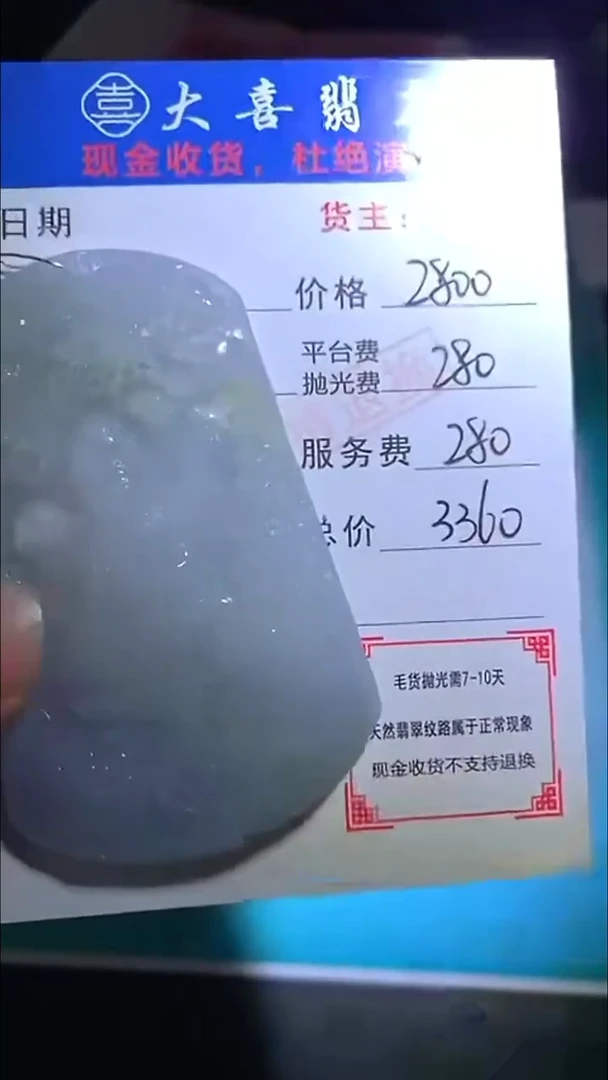 喜 大喜翡
现金收货，杜绝演
日期 货主：
价格 2800
平台费
抛光费 280
服务费 280
总价 3360
毛货抛光需7-10天
天然翡翠纹路属于正常现象
现金收货不支持退换